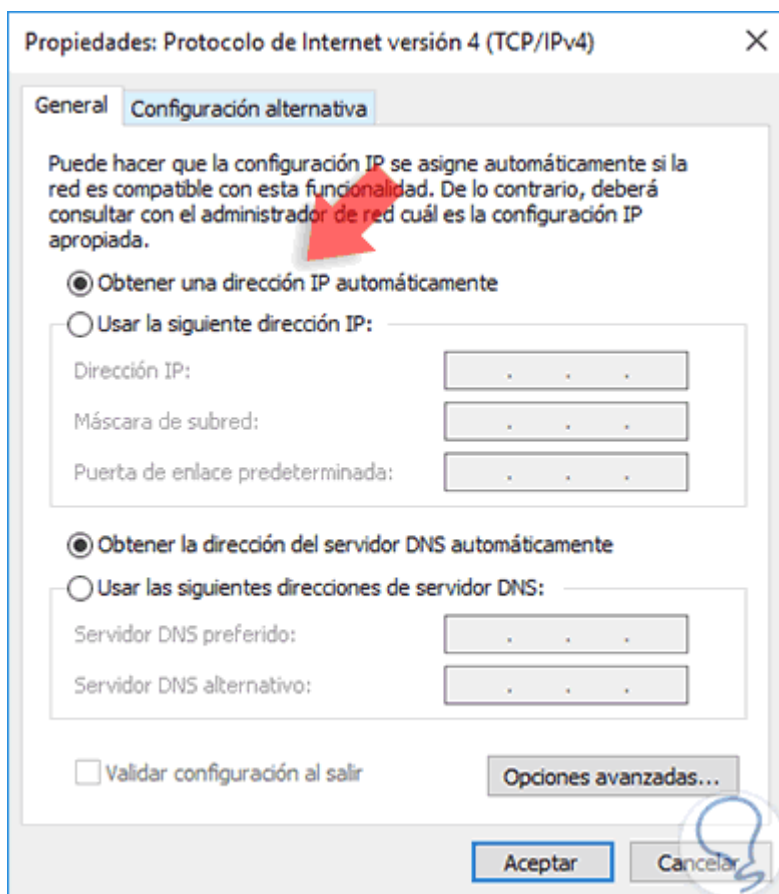 Propiedades: Protocolo de Internet versión 4 (TCP/IPv4)
General
Configuración alternativa
Puede hacer que la configuración IP se asigne automáticamente si la
red es compatible con esta funcionalidad. De lo contrario, deberá
consultar con el administrador de red cuál es la configuración IP
apropiada.
Obtener una dirección IP automáticamente
Usar la siguiente dirección IP:
Dirección IP:
Máscara de subred:
Puerta de enlace predeterminada:
Obtener la dirección del servidor DNS automáticamente
Usar las siguientes direcciones de servidor DNS:
Servidor DNS preferido:
Servidor DNS alternativo:
Validar configuración al salir
Opciones avanzadas...
Aceptar
Cancelar